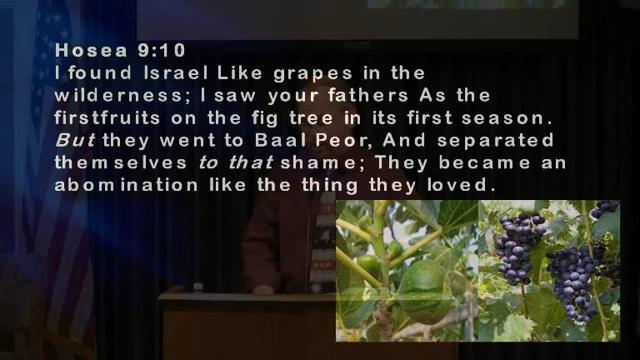 Hosea 9:10
I found Israel Like grapes in the
wilderness; I saw your fathers As the
firstfruits on the fig tree in its first season.
But they went to Baal Peor, And separated
themselves to that shame; They became an
abomination like the thing they loved.